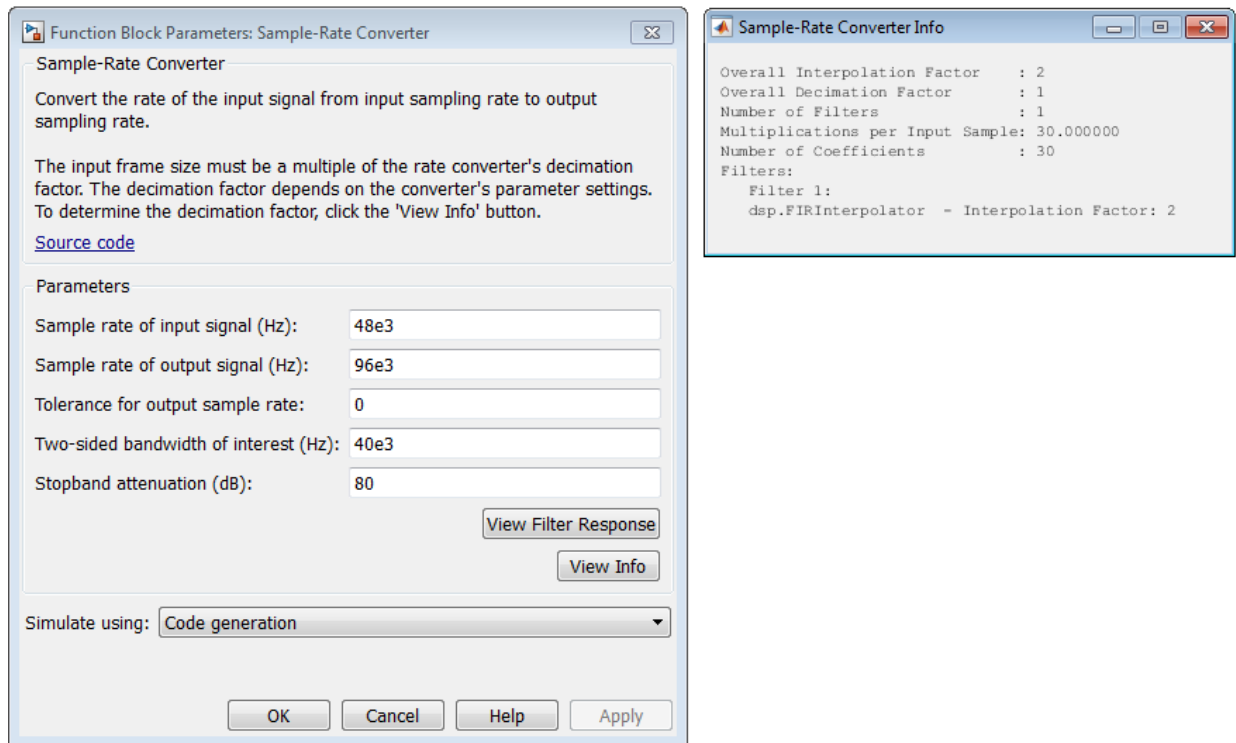 Function Block Parameters: Sample-Rate Converter
Sample-Rate Converter
Convert the rate of the input signal from input sampling rate to output
sampling rate.
The input frame size must be a multiple of the rate converter's decimation
factor. The decimation factor depends on the converter's parameter settings.
To determine the decimation factor, click the 'View Info' button.
Source code
Parameters
Sample rate of input signal (Hz): 48e3
Sample rate of output signal (Hz): 96e3
Tolerance for output sample rate: 0
Two-sided bandwidth of interest (Hz): 40e3
Stopband attenuation (dB): 80
View Filter Response
View Info
Simulate using: Code generation
OK Cancel Help Apply
Sample-Rate Converter Info
Overall Interpolation Factor : 2
Overall Decimation Factor : 1
Number of Filters : 1
Multiplications per Input Sample: 30.000000
Number of Coefficients : 30
Filters:
Filter 1:
dsp.FIRInterpolator - Interpolation Factor: 2